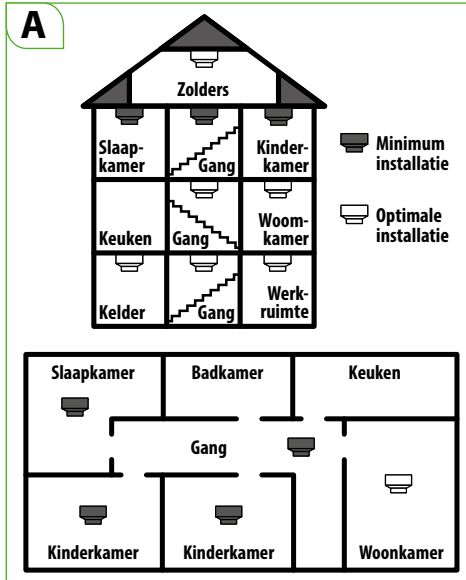 A
Zolders
Slaap-
kamer
Gang
Kinder-
kamer
Minimum
installatie
Keuken
Gang
Woom-
kamer
Optimale
installatie
Kelder
Gang
Werk-
ruimte
Slaapkamer
Badkamer
Keuken
Gang
Kinderkamer
Kinderkamer
Woonkamer